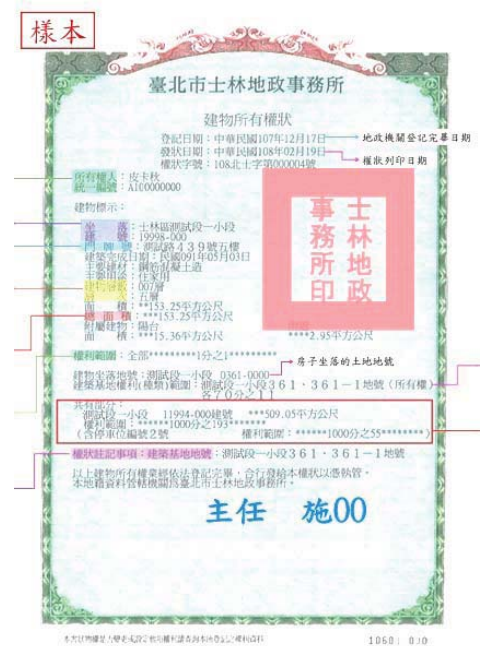 樣本
臺北市士林地政事務所
建物所有權狀
登記日期：中華民國107年12月17日
地政機關登記完畢日期
發狀日期：中華民國108年02月19日
權狀列印日期
權狀字號：108北士字第000004號
所有權人：皮卡秋
統一編號：A100000000
建物標示：
坐　　落：士林區測試段一小段
建　　號：19998-000
門 牌 號：測試路４３９號五樓
建築完成日期：民國091年05月03日
主要建材：鋼筋混凝土造
主要用途：住家用
建物層數：007層
層　　次：五層
面　　積：**153.25平方公尺
總 面 積：***153.25平方公尺
附屬建物：陽台
面　　積：***15.36平方公尺
****2.95平方公尺
士林地政事務所印
權利範圍：全部*********1分之1*********
房子坐落的土地地號
建物坐落地號：測試段一小段 0361-0000
建築基地權利(種類)範圍：測試段一小段３６１．３６１－１地號（所有權）
各７０分之１１
共有部分：
測試段一小段　11994-000建號　***509.05平方公尺
權利範圍：*****1000分之193*******
(含停車位編號２號　權利範圍：******1000分之55********)
權狀註記事項：建築基地地號：測試段一小段３６１．３６１－１地號
以上建物所有權業經依法登記完畢，合行發給本權狀以憑執管。
本地籍資料管轄機關為臺北市士林地政事務所。
主任　施00